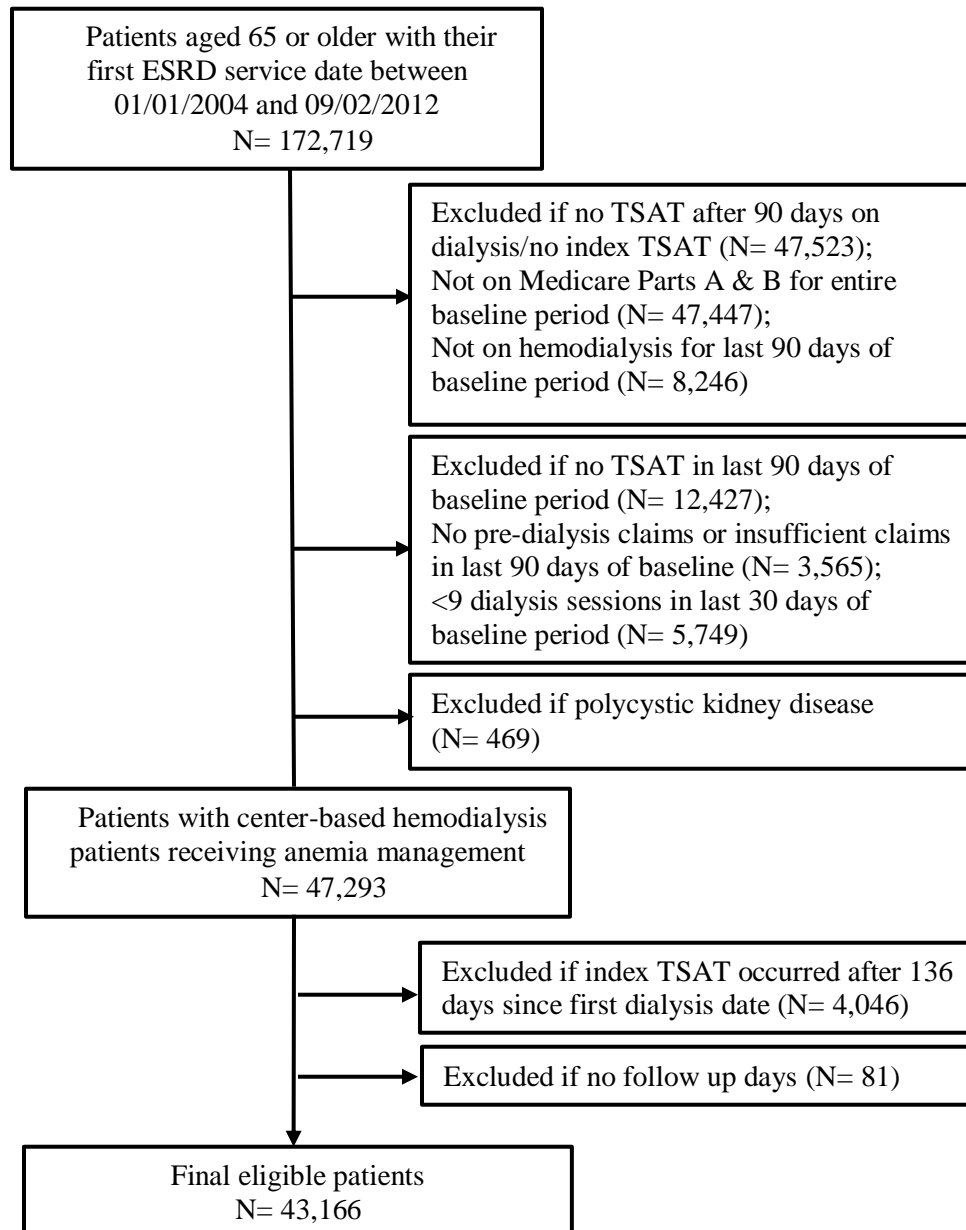 Patients aged 65 or older with their
first ESRD service date between
01/01/2004 and 09/02/2012
N= 172,719
Excluded if no TSAT after 90 days on
dialysis/no index TSAT (N= 47,523);
Not on Medicare Parts A & B for entire
baseline period (N= 47,447);
Not on hemodialysis for last 90 days of
baseline period (N= 8,246)
Excluded if no TSAT in last 90 days of
baseline period (N= 12,427);
No pre-dialysis claims or insufficient claims
in last 90 days of baseline (N= 3,565);
<9 dialysis sessions in last 30 days of
baseline period (N= 5,749)
Excluded if polycystic kidney disease
(N= 469)
Patients with center-based hemodialysis
patients receiving anemia management
N= 47,293
Excluded if index TSAT occurred after 136
days since first dialysis date (N= 4,046)
Excluded if no follow up days (N= 81)
Final eligible patients
N= 43,166